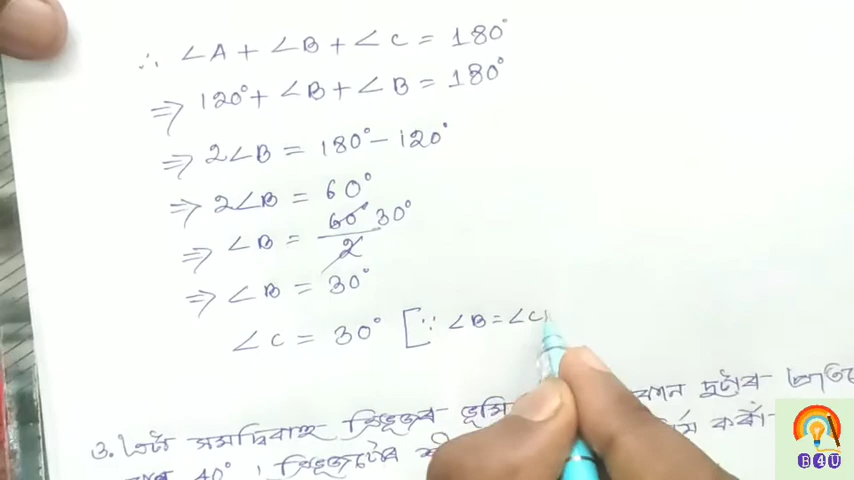 ∴ ∠A + ∠B + ∠C = 180°
⇒ 120° + ∠B + ∠B = 180°
⇒ 2∠B = 180° − 120°
⇒ 2∠B = 60°
⇒ ∠B = 60°/2 30°
⇒ ∠B = 30°
∠C = 30° [∵ ∠B = ∠C
৩. এটা সমদ্বিবাহু ত্ৰিভুজৰ ভূমি কোন দুটাৰ
40° । ত্ৰিভুজটোৰ
B4U